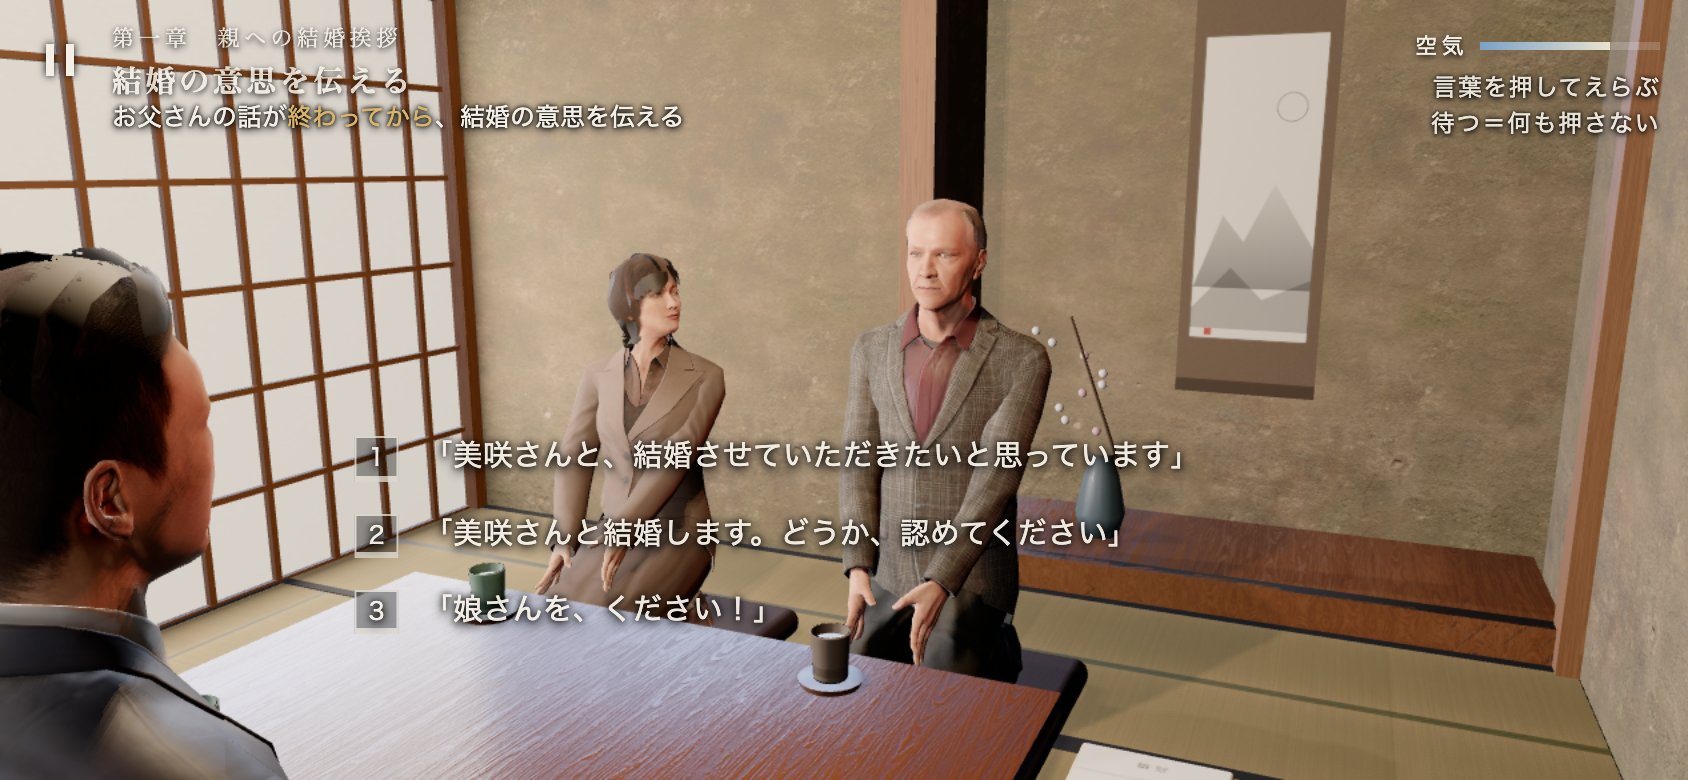 第一章 親への結婚挨拶
結婚の意思を伝える
お父さんの話が終わってから、結婚の意思を伝える
空気
言葉を押してえらぶ
待つ＝何も押さない
1 「美咲さんと、結婚させていただきたいと思っています」
2 「美咲さんと結婚します。どうか、認めてください」
3 「娘さんを、ください！」